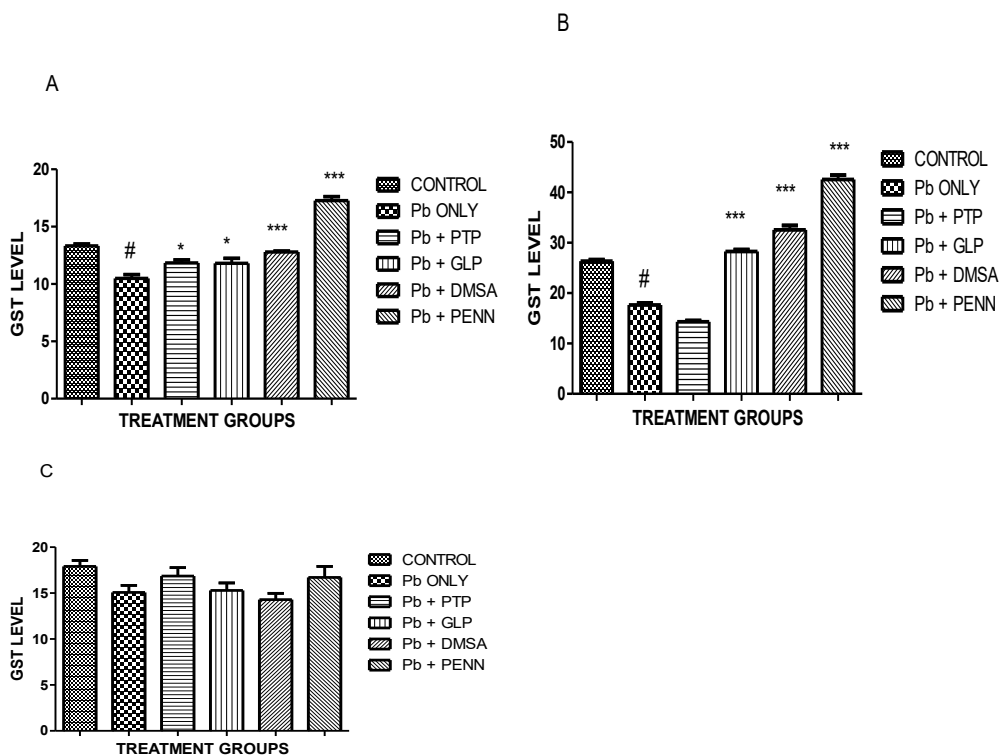 A
GST LEVEL
20
15
10
5
0
#
*
*
***
***
TREATMENT GROUPS
CONTROL
Pb ONLY
Pb + PTP
Pb + GLP
Pb + DMSA
Pb + PENN
B
GST LEVEL
50
40
30
20
10
0
#
***
***
***
TREATMENT GROUPS
CONTROL
Pb ONLY
Pb + PTP
Pb + GLP
Pb + DMSA
Pb + PENN
C
GST LEVEL
20
15
10
5
0
TREATMENT GROUPS
CONTROL
Pb ONLY
Pb + PTP
Pb + GLP
Pb + DMSA
Pb + PENN